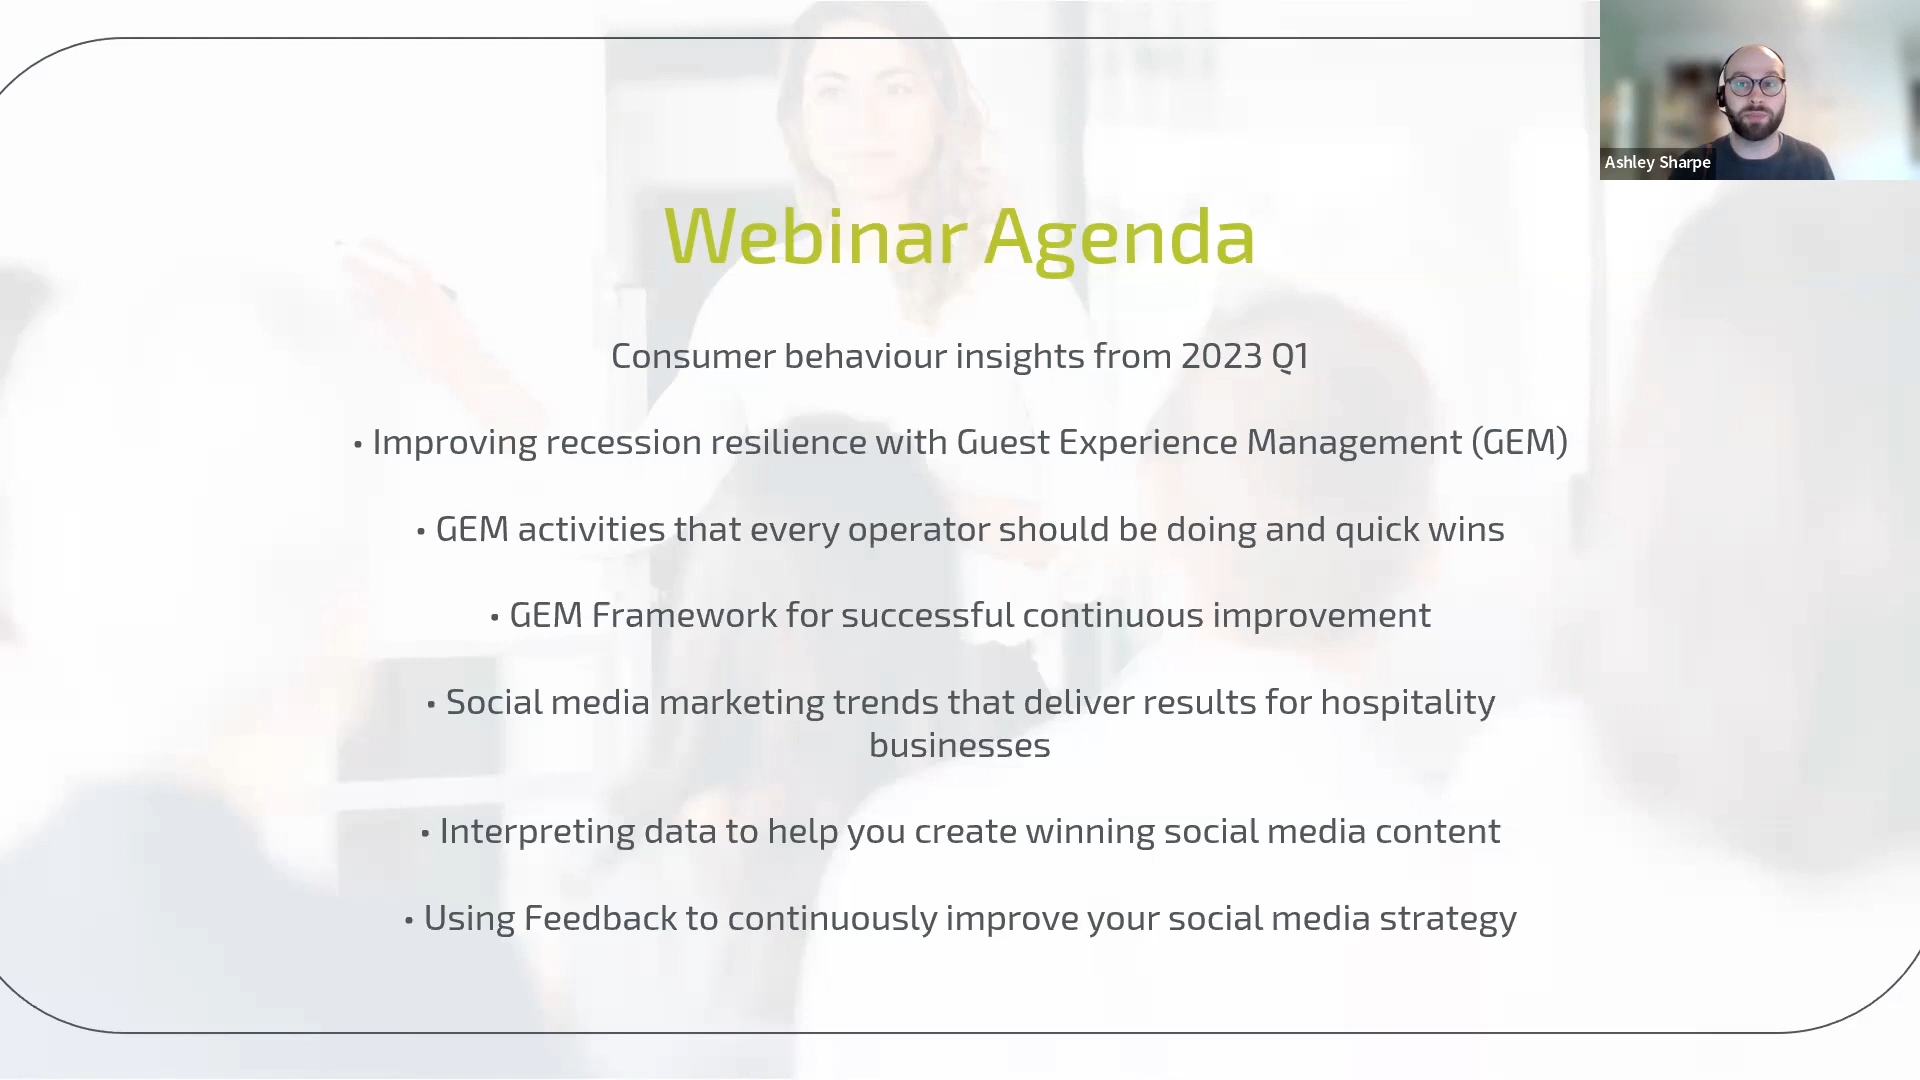 Ashley Sharpe
Webinar Agenda
Consumer behaviour insights from 2023 Q1
• Improving recession resilience with Guest Experience Management (GEM)
• GEM activities that every operator should be doing and quick wins
• GEM Framework for successful continuous improvement
• Social media marketing trends that deliver results for hospitality
businesses
• Interpreting data to help you create winning social media content
• Using Feedback to continuously improve your social media strategy